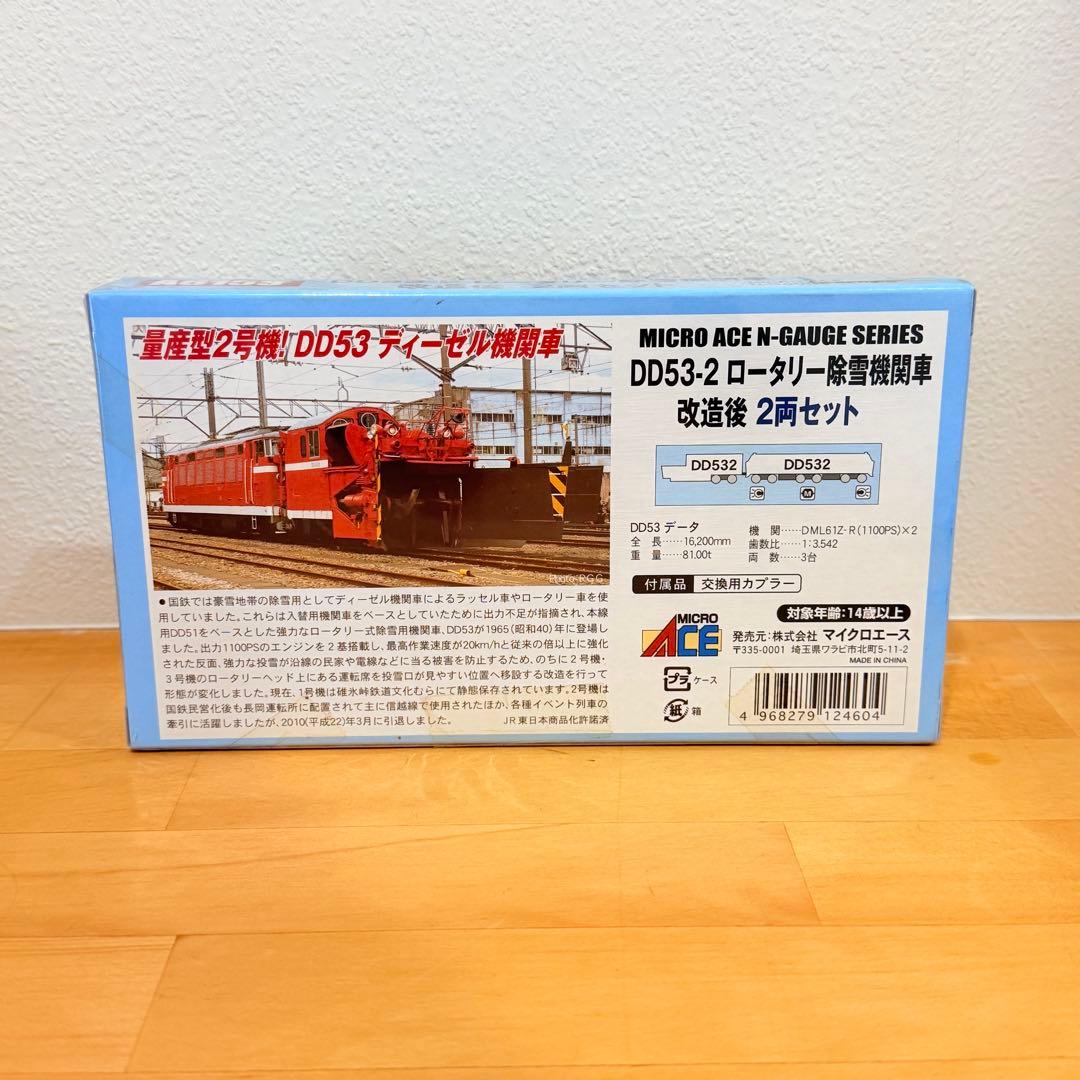 量産型2号機! DD53 ディーゼル機関車
Photo-R.G.G
●国鉄では豪雪地帯の除雪用としてディーゼル機関車によるラッセル車やロータリー車を使
用していました。これらは入替用機関車をベースとしていたために出力不足が指摘され、本線
用DD51をベースとした強力なロータリー式除雪用機関車、DD53が1965(昭和40)年に登場し
ました。出力1100PSのエンジンを2基搭載し、最高作業速度が20km/hと従来の倍以上に強化
された反面、強力な投雪が沿線の民家や電線などに当る被害を防止するため、のちに2号機・
3号機のロータリーヘッド上にある運転席を投雪口が見やすい位置へ移設する改造を行って
形態が変化しました。現在、1号機は碓氷峠鉄道文化むらにて静態保存されています。2号機は
国鉄民営化後も長岡運転所に配置されて主に信越線で使用されたほか、各種イベント列車の
牽引に活躍しましたが、2010(平成22)年3月に引退しました。
JR東日本商品化許諾済
MICRO ACE N-GAUGE SERIES
DD53-2 ロータリー除雪機関車
改造後 2両セット
DD532 DD532
C M C
DD53 データ
全 長……16,200mm
重 量……81.00t
機 関……DML61Z-R(1100PS)×2
歯数比……1:3.542
両 数……3台
付属品 交換用カプラー
MICRO
ACE
対象年齢:14歳以上
発売元:株式会社 マイクロエース
〒335-0001 埼玉県ワラビ市北町5-11-2
MADE IN CHINA
プラ ケース
紙 箱
4 968279 124604